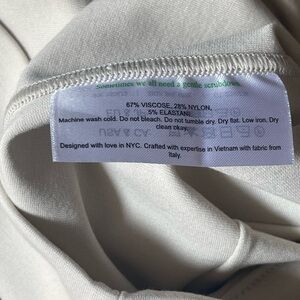 Sometimes we all need a gentle scrubdown.
67% VISCOSE, 28% NYLON,
5% ELASTANE
Machine wash cold. Do not bleach. Do not tumble dry. Dry flat. Low iron. Dry
clean okay.
Designed with love in NYC. Crafted with expertise in Vietnam with fabric from
Italy.